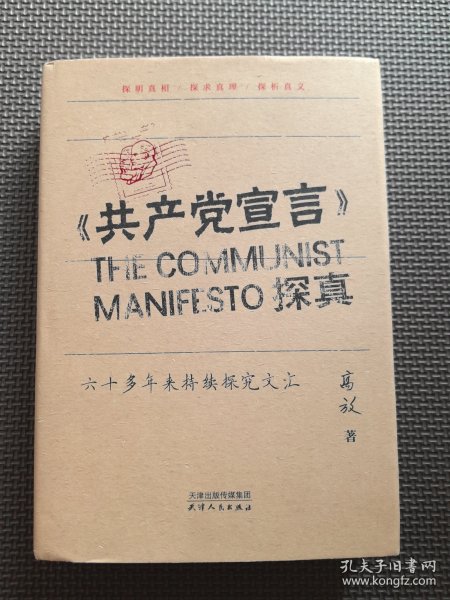 探明真相 / 探求真理 / 探析真义
《共产党宣言》
THE COMMUNIST
MANIFESTO 探真
六十多年来持续探究文汇
高放 著
天津出版传媒集团
天津人民出版社
孔夫子旧书网
www.kongfz.com